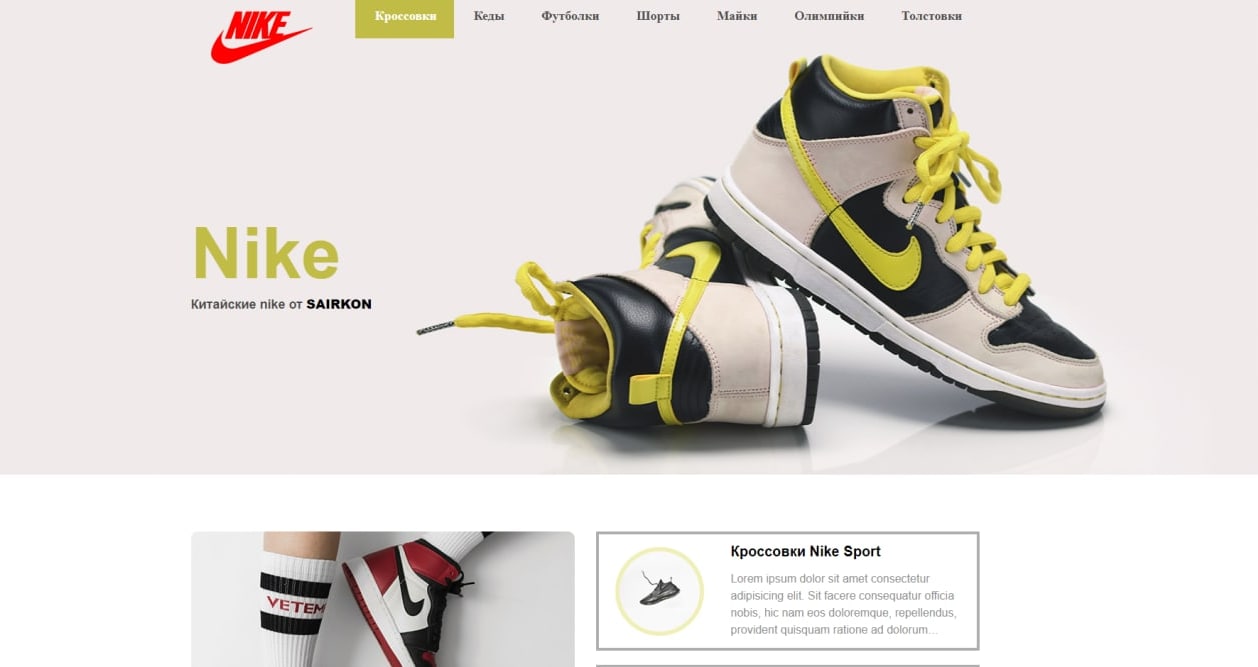 NIKE
Кроссовки Кеды Футболки Шорты Майки Олимпийки Толстовки
Nike
Китайские nike от SAIRKON
VETEM
Кроссовки Nike Sport
Lorem ipsum dolor sit amet consectetur
adipisicing elit. Sit facere consequatur officia
nobis, hic nam eos doloremque, repellendus,
provident quisquam ratione ad dolorum...